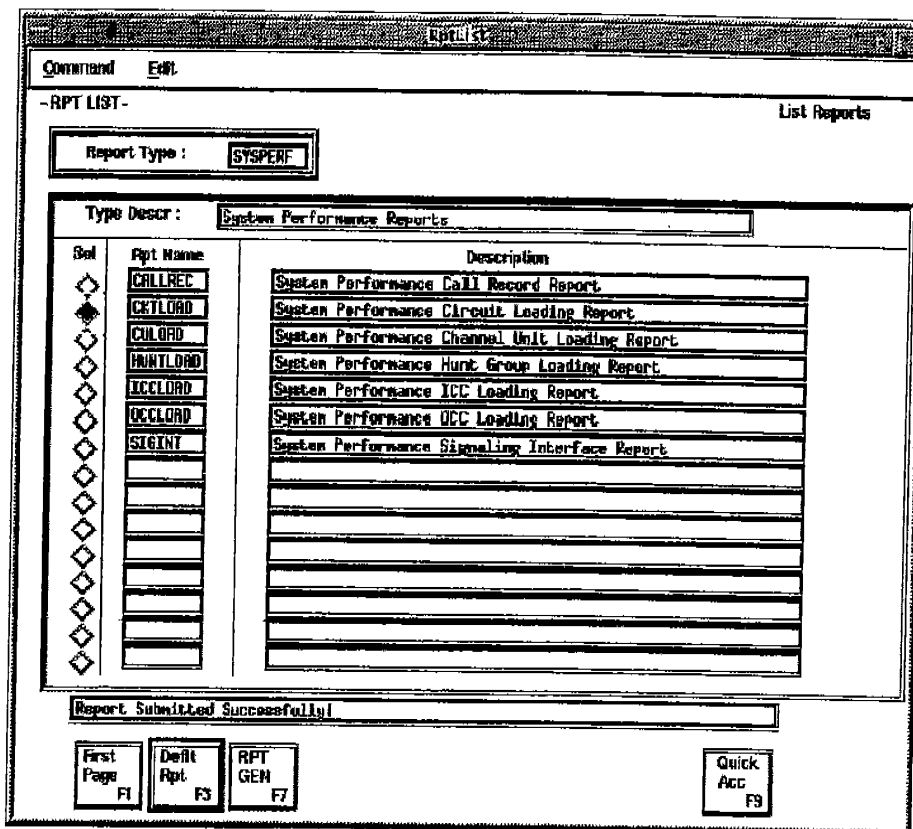 RptList
Command Edit
-RPT LIST-
List Reports
Report Type : SYSPERF
Type Descr : System Performance Reports
Sel Rpt Name Description
CALLREC System Performance Call Record Report
CKTLOAD System Performance Circuit Loading Report
CULOAD System Performance Channel Unit Loading Report
HUNTLOAD System Performance Hunt Group Loading Report
ICCLOAD System Performance ICC Loading Report
OCCLOAD System Performance OCC Loading Report
SIGINT System Performance Signaling Interface Report
Report Submitted Successfully!
First Page F1
Deflt Rpt F3
RPT GEN F7
Quick Acc F9